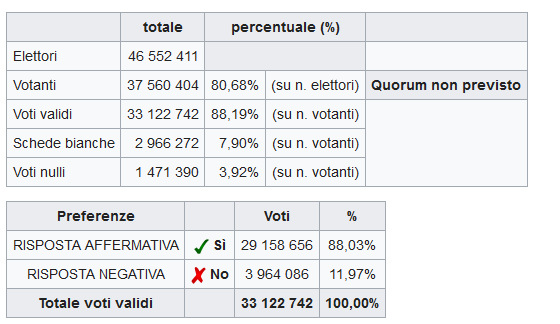 totale percentuale (%)
Elettori 46 552 411
Votanti 37 560 404 80,68% (su n. elettori) Quorum non previsto
Voti validi 33 122 742 88,19% (su n. votanti)
Schede bianche 2 966 272 7,90% (su n. votanti)
Voti nulli 1 471 390 3,92% (su n. votanti)
Preferenze Voti %
RISPOSTA AFFERMATIVA Sì 29 158 656 88,03%
RISPOSTA NEGATIVA No 3 964 086 11,97%
Totale voti validi 33 122 742 100,00%